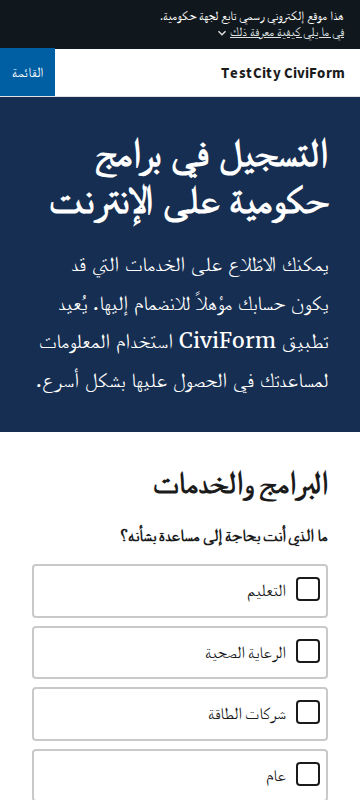 هذا موقع إلكتروني رسمي تابع لجهة حكومية.
في ما يلي كيفية معرفة ذلك
TestCity CiviForm
القائمة
التسجيل في برامج
حكومية على الإنترنت
يمكنك الاطّلاع على الخدمات التي قد
يكون حسابك مؤهلاً للانضمام إليها. يُعيد
تطبيق CiviForm استخدام المعلومات
لمساعدتك في الحصول عليها بشكل أسرع.
البرامج والخدمات
ما الذي أنت بحاجة إلى مساعدة بشأنه؟
التعليم
الرعاية الصحية
شركات الطاقة
عام